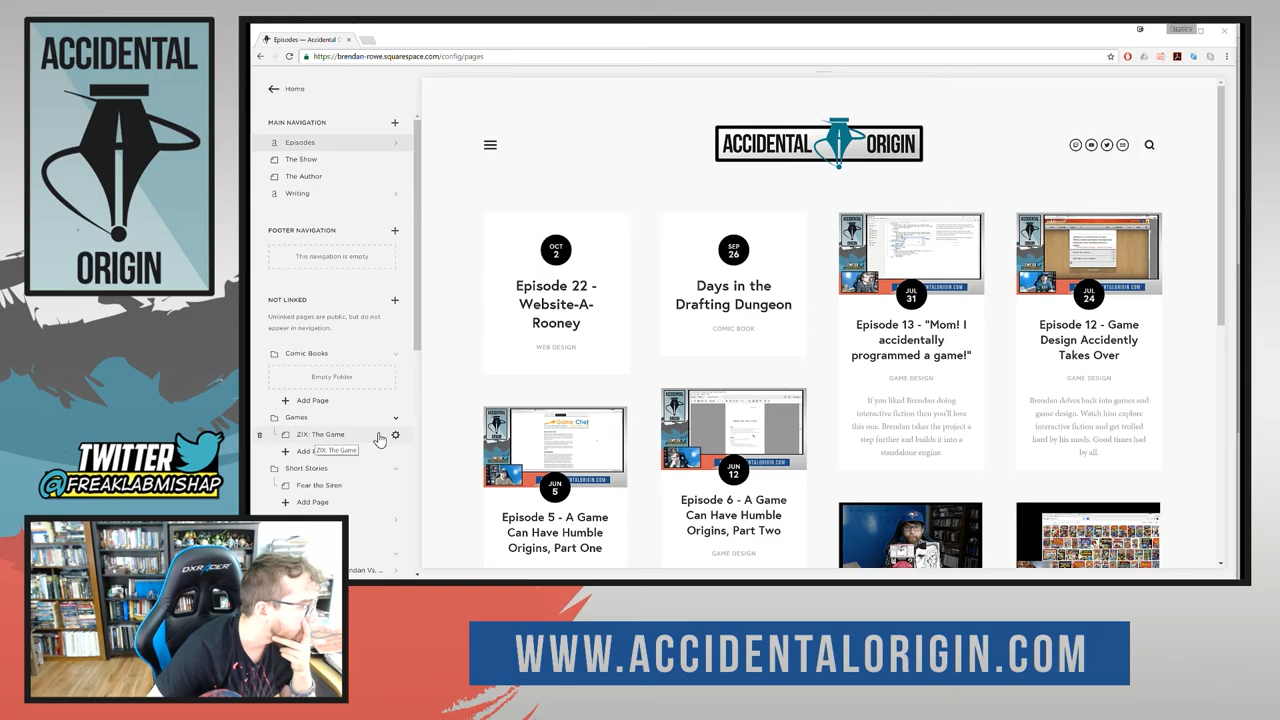 ACCIDENTAL
ORIGIN
TWITTER
@FREAKLABMISHAP
Episodes — Accidental O
https://brendan-rowe.squarespace.com/config/pages
Home
MAIN NAVIGATION
Episodes
The Show
The Author
Writing
FOOTER NAVIGATION
This navigation is empty
NOT LINKED
Unlinked pages are public, but do not
appear in navigation.
Comic Books
Empty Folder
Add Page
Games
ZIX: The Game
Add
ZIX: The Game
Short Stories
Fear the Siren
Add Page
ndan Vs. ...
ACCIDENTAL ORIGIN
OCT
2
Episode 22 -
Website-A-
Rooney
WEB DESIGN
SEP
26
Days in the
Drafting Dungeon
COMIC BOOK
JUL
31
Episode 13 - "Mom! I
accidentally
programmed a game!"
GAME DESIGN
If you liked Brendan doing
interactive fiction then you'll love
this one. Brendan takes the project a
step further and builds it into a
standalone engine.
JUL
24
Episode 12 - Game
Design Accidently
Takes Over
GAME DESIGN
Brendan delves back into games and
game design. Watch him explore
interactive fiction and get trolled
hard by his mods. Good times had
by all.
Game Chef
JUN
5
Episode 5 - A Game
Can Have Humble
Origins, Part One
JUN
12
Episode 6 - A Game
Can Have Humble
Origins, Part Two
GAME DESIGN
DXRACER
WWW.ACCIDENTALORIGIN.COM